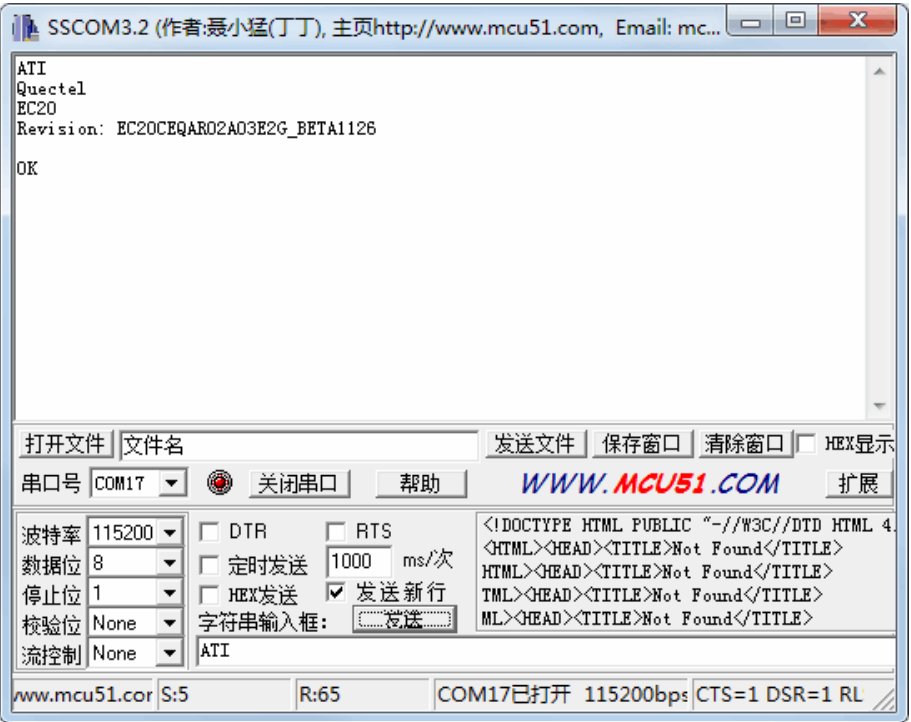 SSCOM3.2 (作者:聂小猛(丁丁), 主页http://www.mcu51.com, Email: mc...
ATI
Quectel
EC20
Revision: EC20CEQAR02A03E2G_BETA1126
OK
打开文件 文件名 发送文件 保存窗口 清除窗口 HEX显示
串口号 COM17 关闭串口 帮助 WWW.MCU51.COM 扩展
波特率 115200 DTR RTS
数据位 8 定时发送 1000 ms/次
停止位 1 HEX发送 发送新行
校验位 None 字符串输入框: 发送
流控制 None ATI
<!DOCTYPE HTML PUBLIC "-//W3C//DTD HTML 4.
<HTML><HEAD><TITLE>Not Found</TITLE>
HTML><HEAD><TITLE>Not Found</TITLE>
TML><HEAD><TITLE>Not Found</TITLE>
ML><HEAD><TITLE>Not Found</TITLE>
www.mcu51.cor S:5 R:65 COM17已打开 115200bps CTS=1 DSR=1 RL